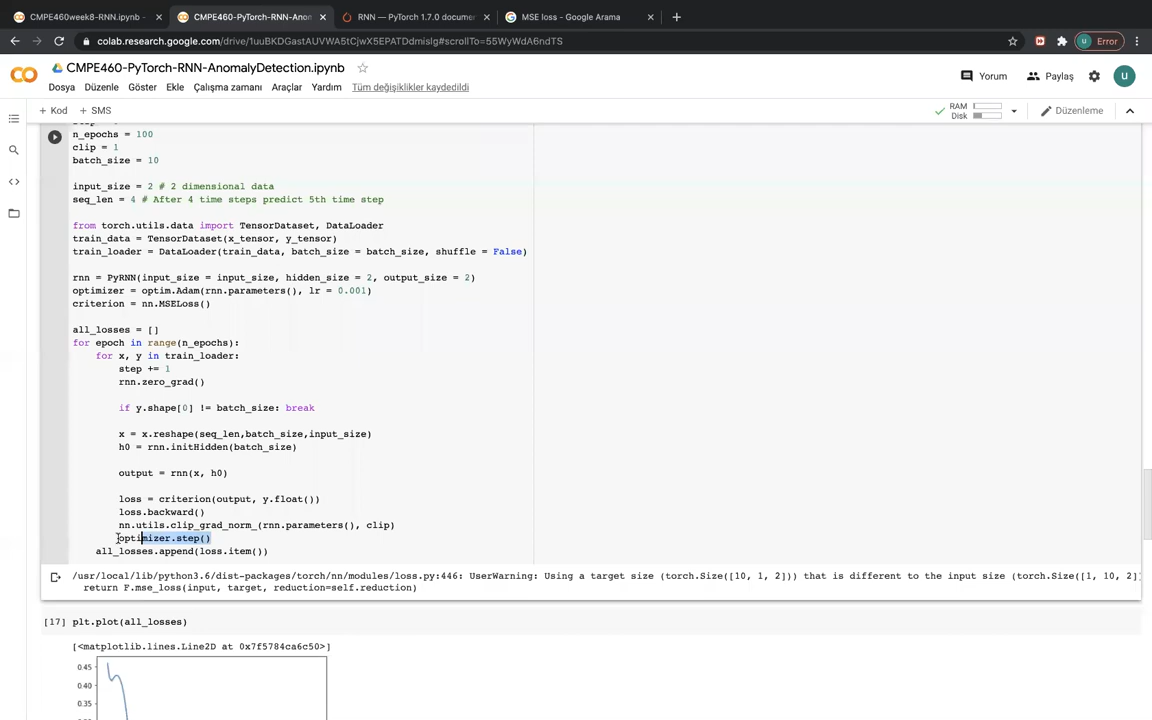 CMPE460week8-RNN.ipynb -
CMPE460-PyTorch-RNN-Anon
RNN — PyTorch 1.7.0 documen
MSE loss - Google Arama
colab.research.google.com/drive/1uuBKDGastAUVWA5tCjwX5EPATDdmislg#scrollTo=55WyWdA6ndTS
Error
CMPE460-PyTorch-RNN-AnomalyDetection.ipynb
Yorum
Paylaş
u
Dosya Düzenle Göster Ekle Çalışma zamanı Araçlar Yardım Tüm değişiklikler kaydedildi
+ Kod + SMS
RAM
Disk
Düzenleme
n_epochs = 100
clip = 1
batch_size = 10
input_size = 2 # 2 dimensional data
seq_len = 4 # After 4 time steps predict 5th time step
from torch.utils.data import TensorDataset, DataLoader
train_data = TensorDataset(x_tensor, y_tensor)
train_loader = DataLoader(train_data, batch_size = batch_size, shuffle = False)
rnn = PyRNN(input_size = input_size, hidden_size = 2, output_size = 2)
optimizer = optim.Adam(rnn.parameters(), lr = 0.001)
criterion = nn.MSELoss()
all_losses = []
for epoch in range(n_epochs):
for x, y in train_loader:
step += 1
rnn.zero_grad()
if y.shape[0] != batch_size: break
x = x.reshape(seq_len,batch_size,input_size)
h0 = rnn.initHidden(batch_size)
output = rnn(x, h0)
loss = criterion(output, y.float())
loss.backward()
nn.utils.clip_grad_norm_(rnn.parameters(), clip)
optimizer.step()
all_losses.append(loss.item())
/usr/local/lib/python3.6/dist-packages/torch/nn/modules/loss.py:446: UserWarning: Using a target size (torch.Size([10, 1, 2])) that is different to the input size (torch.Size([1, 10, 2]
return F.mse_loss(input, target, reduction=self.reduction)
[17] plt.plot(all_losses)
[<matplotlib.lines.Line2D at 0x7f5784ca6c50>]
0.45
0.40
0.35